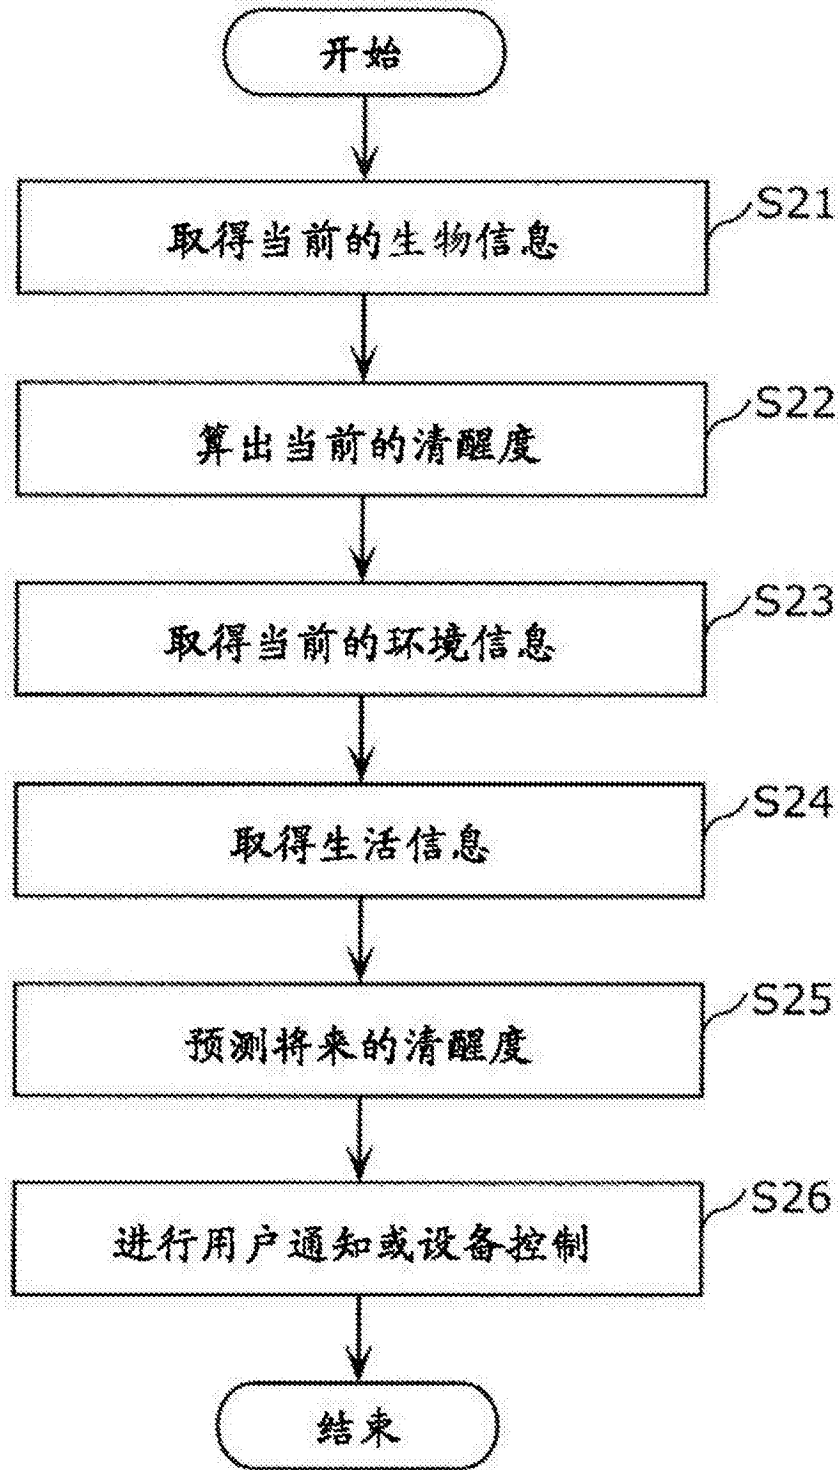 开始
S21
取得当前的生物信息
S22
算出当前的清醒度
S23
取得当前的环境信息
S24
取得生活信息
S25
预测将来的清醒度
S26
进行用户通知或设备控制
结束